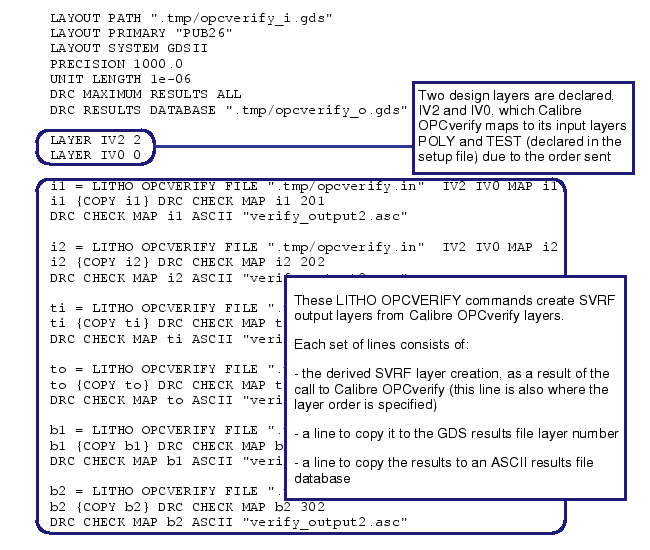 LAYOUT PATH ".tmp/opcverify_i.gds"
LAYOUT PRIMARY "PUB26"
LAYOUT SYSTEM GDSII
PRECISION 1000.0
UNIT LENGTH 1e-06
DRC MAXIMUM RESULTS ALL
DRC RESULTS DATABASE ".tmp/opcverify_o.gds"
Two design layers are declared,
IV2 and IV0, which Calibre
OPCverify maps to its input layers
POLY and TEST (declared in the
setup file) due to the order sent
LAYER IV2 2
LAYER IV0 0
i1 = LITHO OPCVERIFY FILE ".tmp/opcverify.in" IV2 IV0 MAP i1
i1 {COPY i1} DRC CHECK MAP i1 201
DRC CHECK MAP i1 ASCII "verify_output2.asc"
i2 = LITHO OPCVERIFY FILE ".tmp/opcverify.in" IV2 IV0 MAP i2
i2 {COPY i2} DRC CHECK MAP i2 202
DRC CHECK MAP i2 ASCII "verif
ti = LITHO OPCVERIFY FILE ".
ti {COPY ti} DRC CHECK MAP t
DRC CHECK MAP ti ASCII "veri
to = LITHO OPCVERIFY FILE ".
to {COPY to} DRC CHECK MAP t
DRC CHECK MAP to ASCII "veri
b1 = LITHO OPCVERIFY FILE ".
b1 {COPY b1} DRC CHECK MAP b
DRC CHECK MAP b1 ASCII "veri
b2 = LITHO OPCVERIFY FILE ".
b2 {COPY b2} DRC CHECK MAP b2 302
DRC CHECK MAP b2 ASCII "verify_output2.asc"
These LITHO OPCVERIFY commands create SVRF
output layers from Calibre OPCverify layers.
Each set of lines consists of:
- the derived SVRF layer creation, as a result of the
call to Calibre OPCverify (this line is also where the
layer order is specified)
- a line to copy it to the GDS results file layer number
- a line to copy the results to an ASCII results file
database